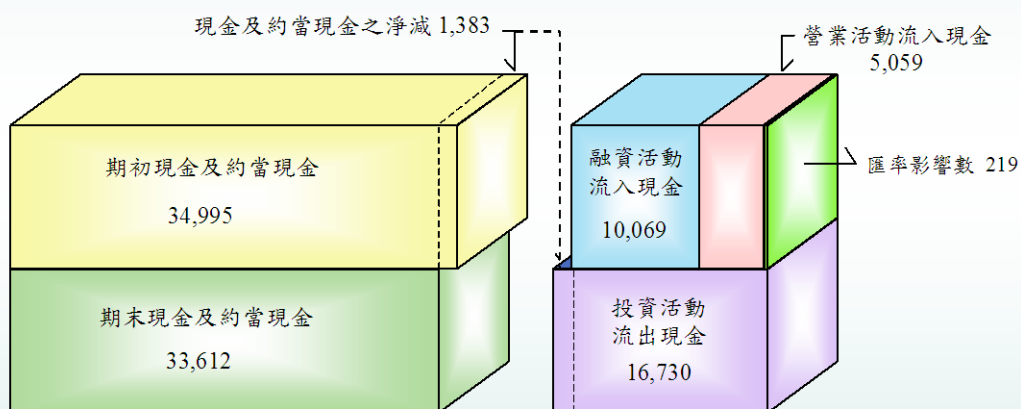 現金及約當現金之淨減 1,383
營業活動流入現金
5,059
期初現金及約當現金
34,995
融資活動
流入現金
10,069
匯率影響數 219
期末現金及約當現金
33,612
投資活動
流出現金
16,730